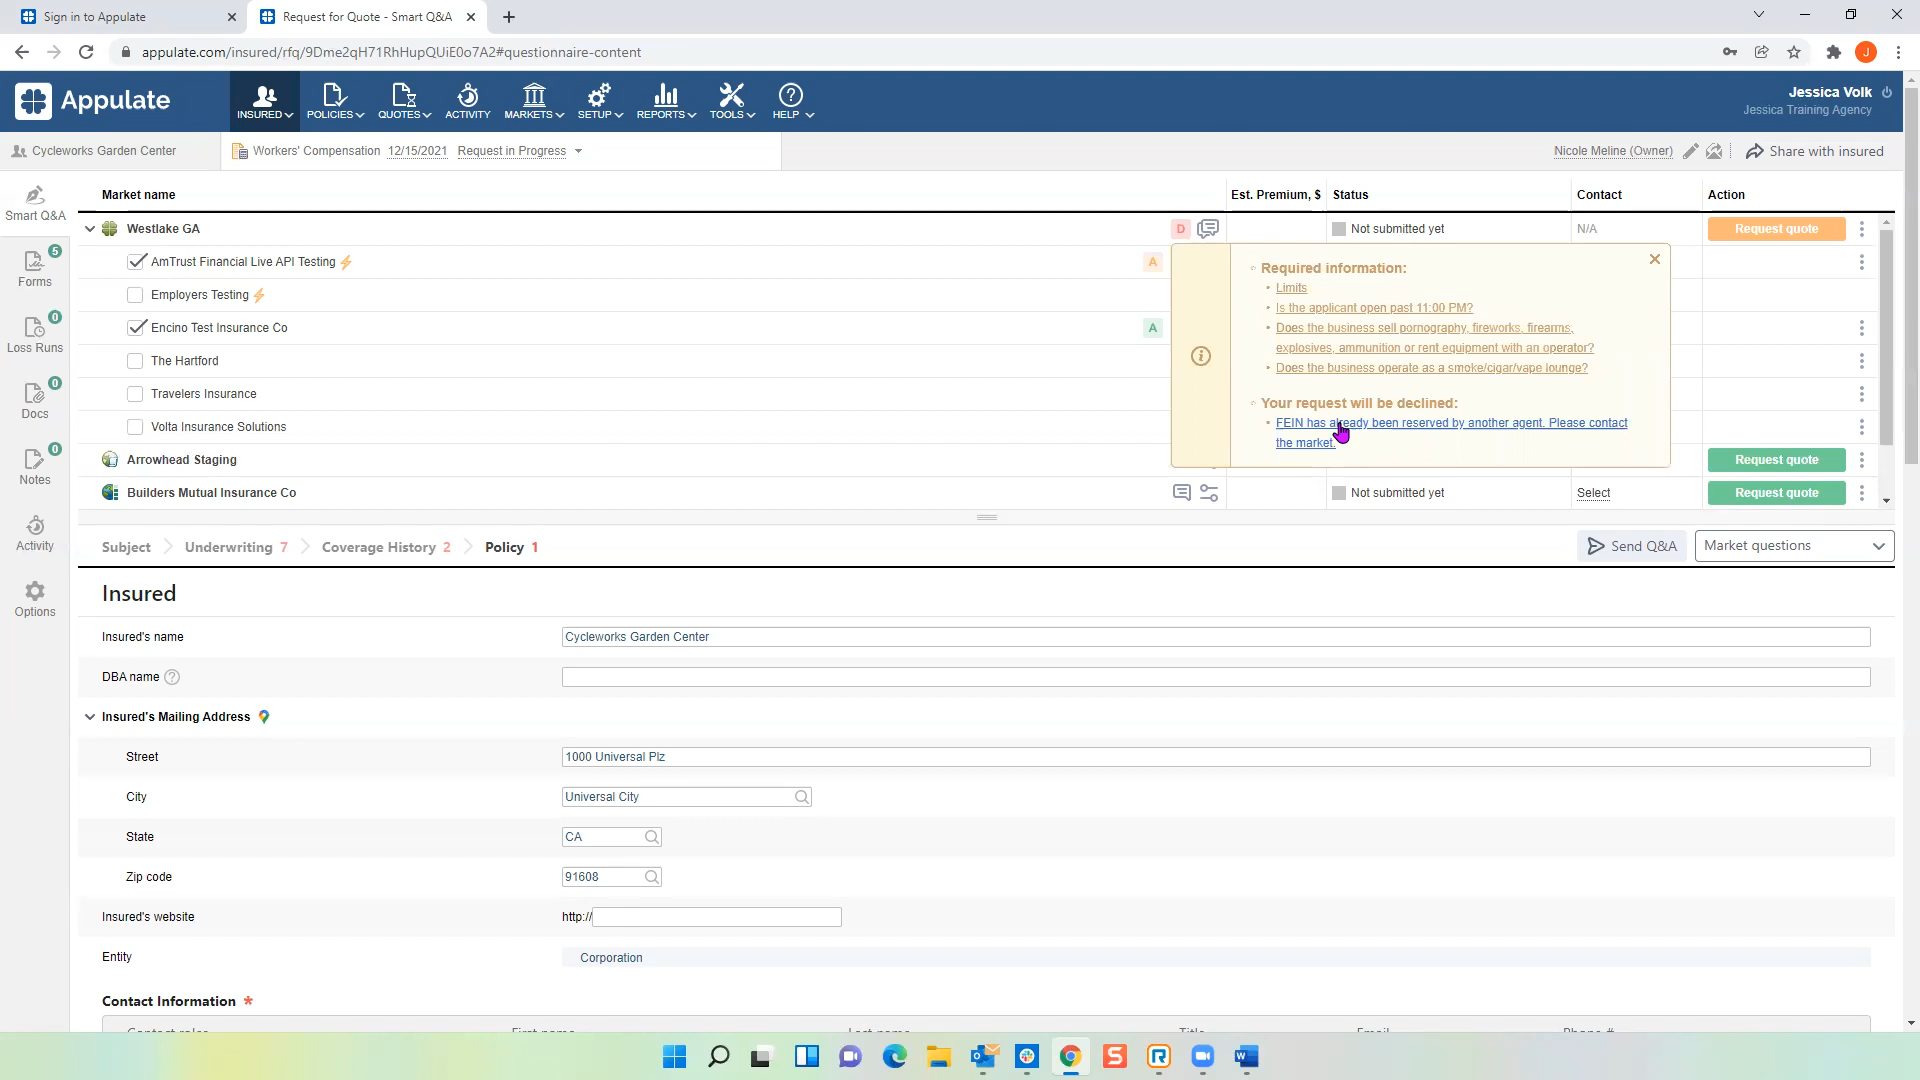 Sign in to Appulate
Request for Quote - Smart Q&A
appulate.com/insured/rfq/9Dme2qH71RhHupQUiE0o7A2#questionnaire-content
J
Appulate
INSURED
POLICIES
QUOTES
ACTIVITY
MARKETS
SETUP
REPORTS
TOOLS
HELP
Jessica Volk
Jessica Training Agency
Cycleworks Garden Center
Workers' Compensation 12/15/2021 Request in Progress
Nicole Meline (Owner)
Share with insured
Smart Q&A
5
Forms
0
Loss Runs
0
Docs
0
Notes
Activity
Options
Market name Est. Premium, $ Status Contact Action
Westlake GA D Not submitted yet N/A Request quote
AmTrust Financial Live API Testing A
Employers Testing
Encino Test Insurance Co A
The Hartford
Travelers Insurance
Volta Insurance Solutions
Arrowhead Staging Request quote
Builders Mutual Insurance Co Not submitted yet Select Request quote
Required information:
Limits
Is the applicant open past 11:00 PM?
Does the business sell pornography, fireworks, firearms,
explosives, ammunition or rent equipment with an operator?
Does the business operate as a smoke/cigar/vape lounge?
Your request will be declined:
FEIN has already been reserved by another agent. Please contact
the market.
Subject Underwriting 7 Coverage History 2 Policy 1
Send Q&A
Market questions
Insured
Insured's name Cycleworks Garden Center
DBA name
Insured's Mailing Address
Street 1000 Universal Plz
City Universal City
State CA
Zip code 91608
Insured's website http://
Entity Corporation
Contact Information *